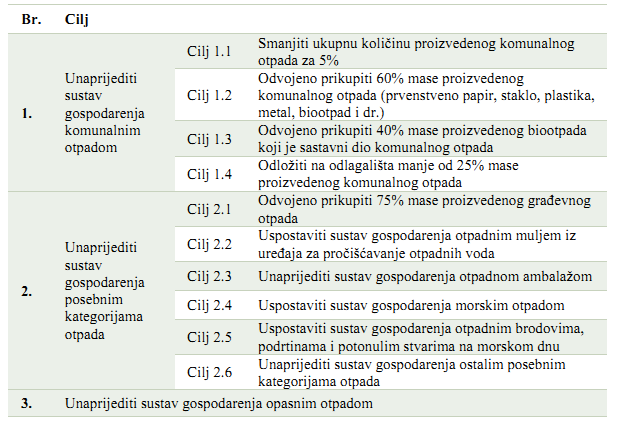 Br. Cilj
1. Unaprijediti sustav gospodarenja komunalnim otpadom
Cilj 1.1 Smanjiti ukupnu količinu proizvedenog komunalnog
otpada za 5%
Cilj 1.2 Odvojeno prikupiti 60% mase proizvedenog
komunalnog otpada (prvenstveno papir, staklo, plastika,
metal, biootpad i dr.)
Cilj 1.3 Odvojeno prikupiti 40% mase proizvedenog biootpada
koji je sastavni dio komunalnog otpada
Cilj 1.4 Odložiti na odlagališta manje od 25% mase
proizvedenog komunalnog otpada
2. Unaprijediti sustav gospodarenja posebnim kategorijama otpada
Cilj 2.1 Odvojeno prikupiti 75% mase proizvedenog građevnog
otpada
Cilj 2.2 Uspostaviti sustav gospodarenja otpadnim muljem iz
uređaja za pročišćavanje otpadnih voda
Cilj 2.3 Unaprijediti sustav gospodarenja otpadnom ambalažom
Cilj 2.4 Uspostaviti sustav gospodarenja morskim otpadom
Cilj 2.5 Uspostaviti sustav gospodarenja otpadnim brodovima,
podrtinama i potonulim stvarima na morskom dnu
Cilj 2.6 Unaprijediti sustav gospodarenja ostalim posebnim
kategorijama otpada
3. Unaprijediti sustav gospodarenja opasnim otpadom